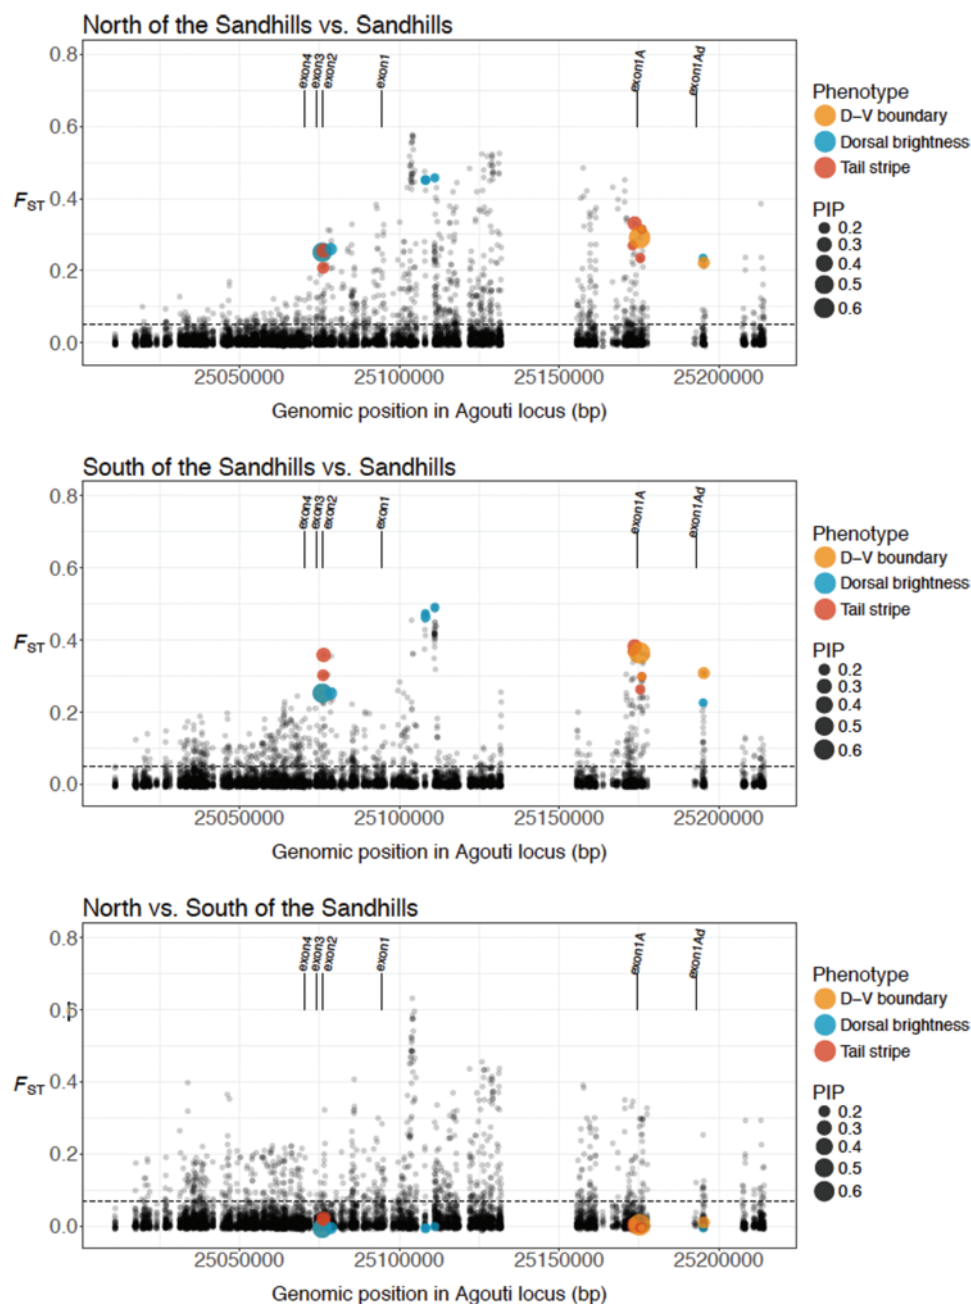 North of the Sandhills vs. Sandhills
0.8
0.6
0.4
0.2
0.0
FST
exon4
exon3
exon2
exon1
exon1A
exon1Ad
25050000 25100000 25150000 25200000
Genomic position in Agouti locus (bp)
Phenotype
D–V boundary
Dorsal brightness
Tail stripe
PIP
0.2
0.3
0.4
0.5
0.6
South of the Sandhills vs. Sandhills
0.8
0.6
0.4
0.2
0.0
FST
exon4
exon3
exon2
exon1
exon1A
exon1Ad
25050000 25100000 25150000 25200000
Genomic position in Agouti locus (bp)
Phenotype
D–V boundary
Dorsal brightness
Tail stripe
PIP
0.2
0.3
0.4
0.5
0.6
North vs. South of the Sandhills
0.8
0.6
0.4
0.2
0.0
FST
exon4
exon3
exon2
exon1
exon1A
exon1Ad
25050000 25100000 25150000 25200000
Genomic position in Agouti locus (bp)
Phenotype
D–V boundary
Dorsal brightness
Tail stripe
PIP
0.2
0.3
0.4
0.5
0.6